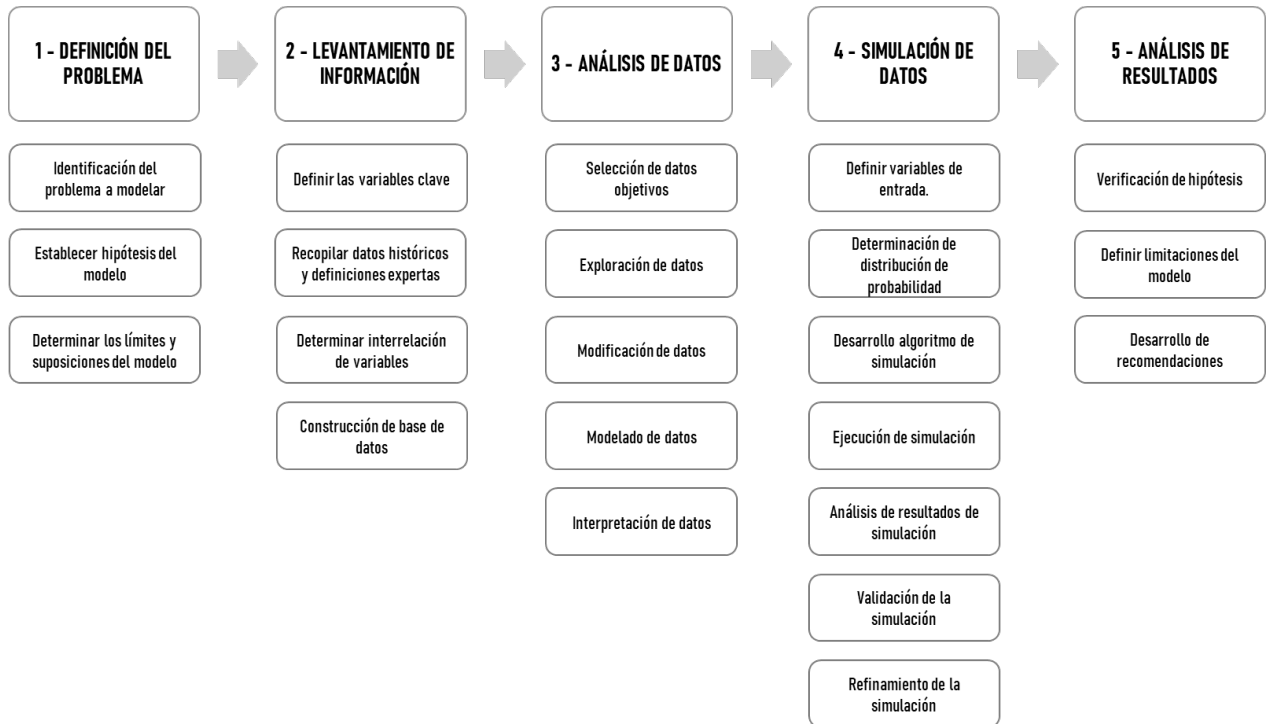 1 - DEFINICIÓN DEL
PROBLEMA
2 - LEVANTAMIENTO DE
INFORMACIÓN
3 - ANÁLISIS DE DATOS
4 - SIMULACIÓN DE
DATOS
5 - ANÁLISIS DE
RESULTADOS
Identificación del
problema a modelar
Establecer hipótesis del
modelo
Determinar los límites y
suposiciones del modelo
Definir las variables clave
Recopilar datos históricos
y definiciones expertas
Determinar interrelación
de variables
Construcción de base de
datos
Selección de datos
objetivos
Exploración de datos
Modificación de datos
Modelado de datos
Interpretación de datos
Definir variables de
entrada.
Determinación de
distribución de
probabilidad
Desarrollo algoritmo de
simulación
Ejecución de simulación
Análisis de resultados de
simulación
Validación de la
simulación
Refinamiento de la
simulación
Verificación de hipótesis
Definir limitaciones del
modelo
Desarrollo de
recomendaciones